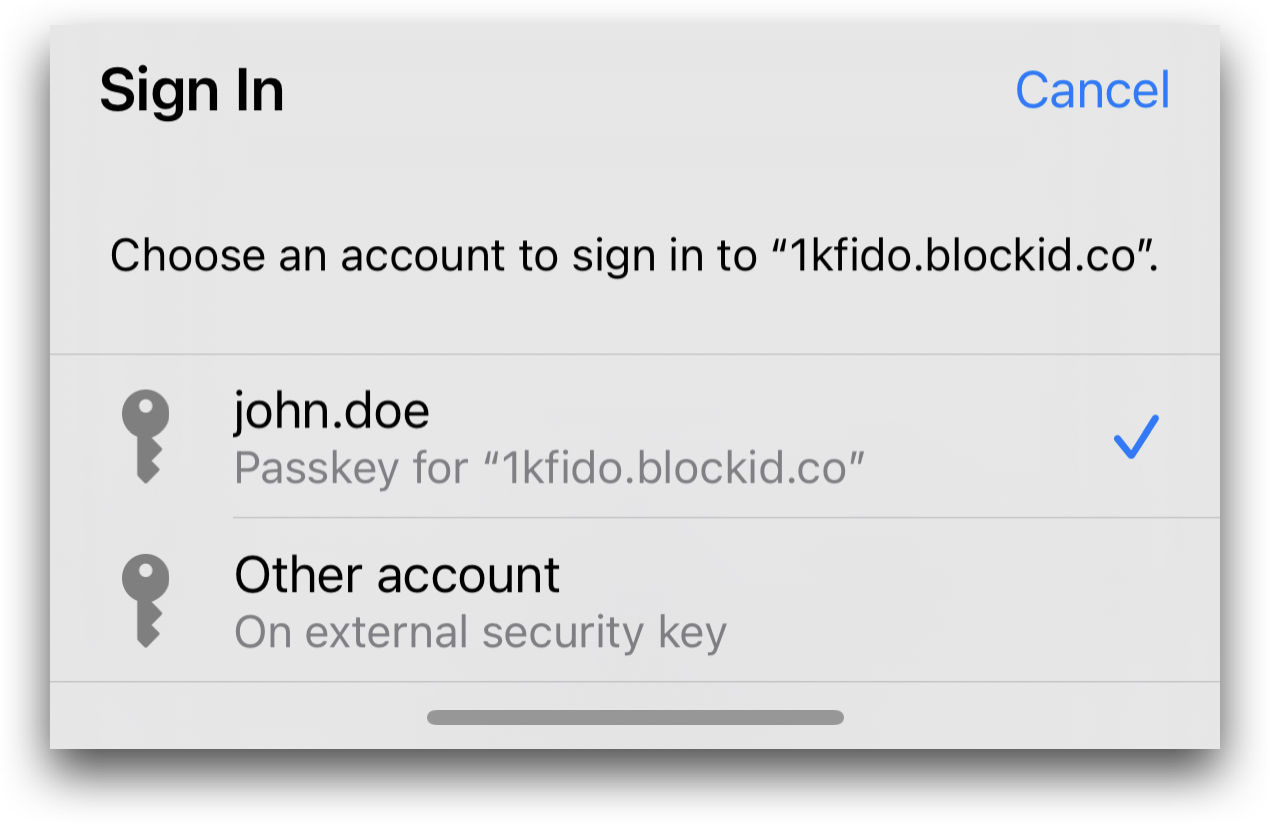 Sign In
Cancel
Choose an account to sign in to “1kfido.blockid.co”.
john.doe
Passkey for “1kfido.blockid.co”
Other account
On external security key